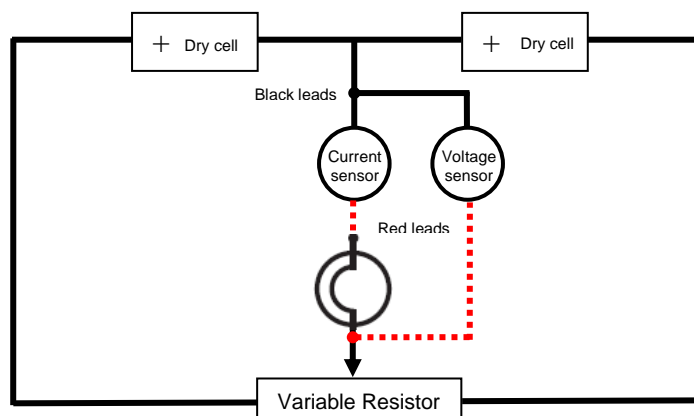 + Dry cell
+ Dry cell
Black leads
Current
sensor
Voltage
sensor
Red leads
Variable Resistor